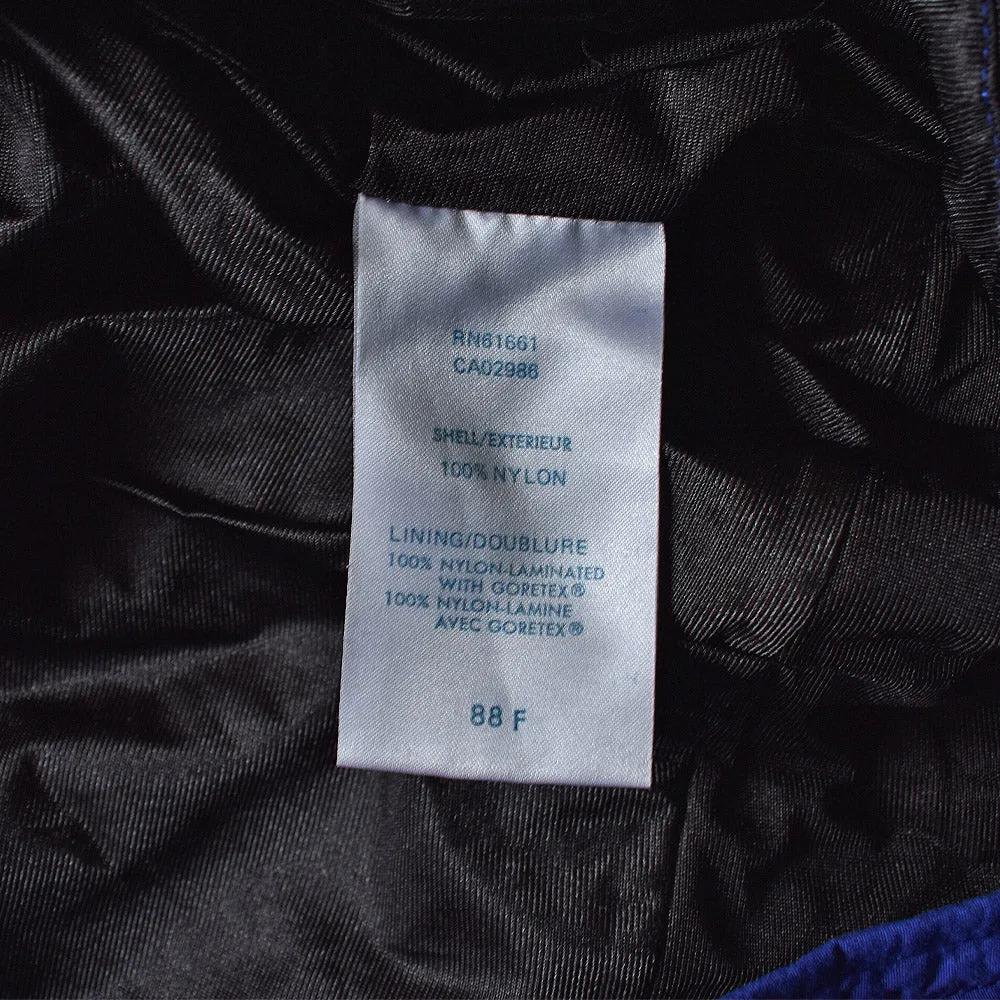 RN61661
CA02986
SHELL/EXTERIEUR
100% NYLON
LINING/DOUBLURE
100% NYLON-LAMINATED
WITH GORETEX®
100% NYLON-LAMINE
AVEC GORETEX®
88 F